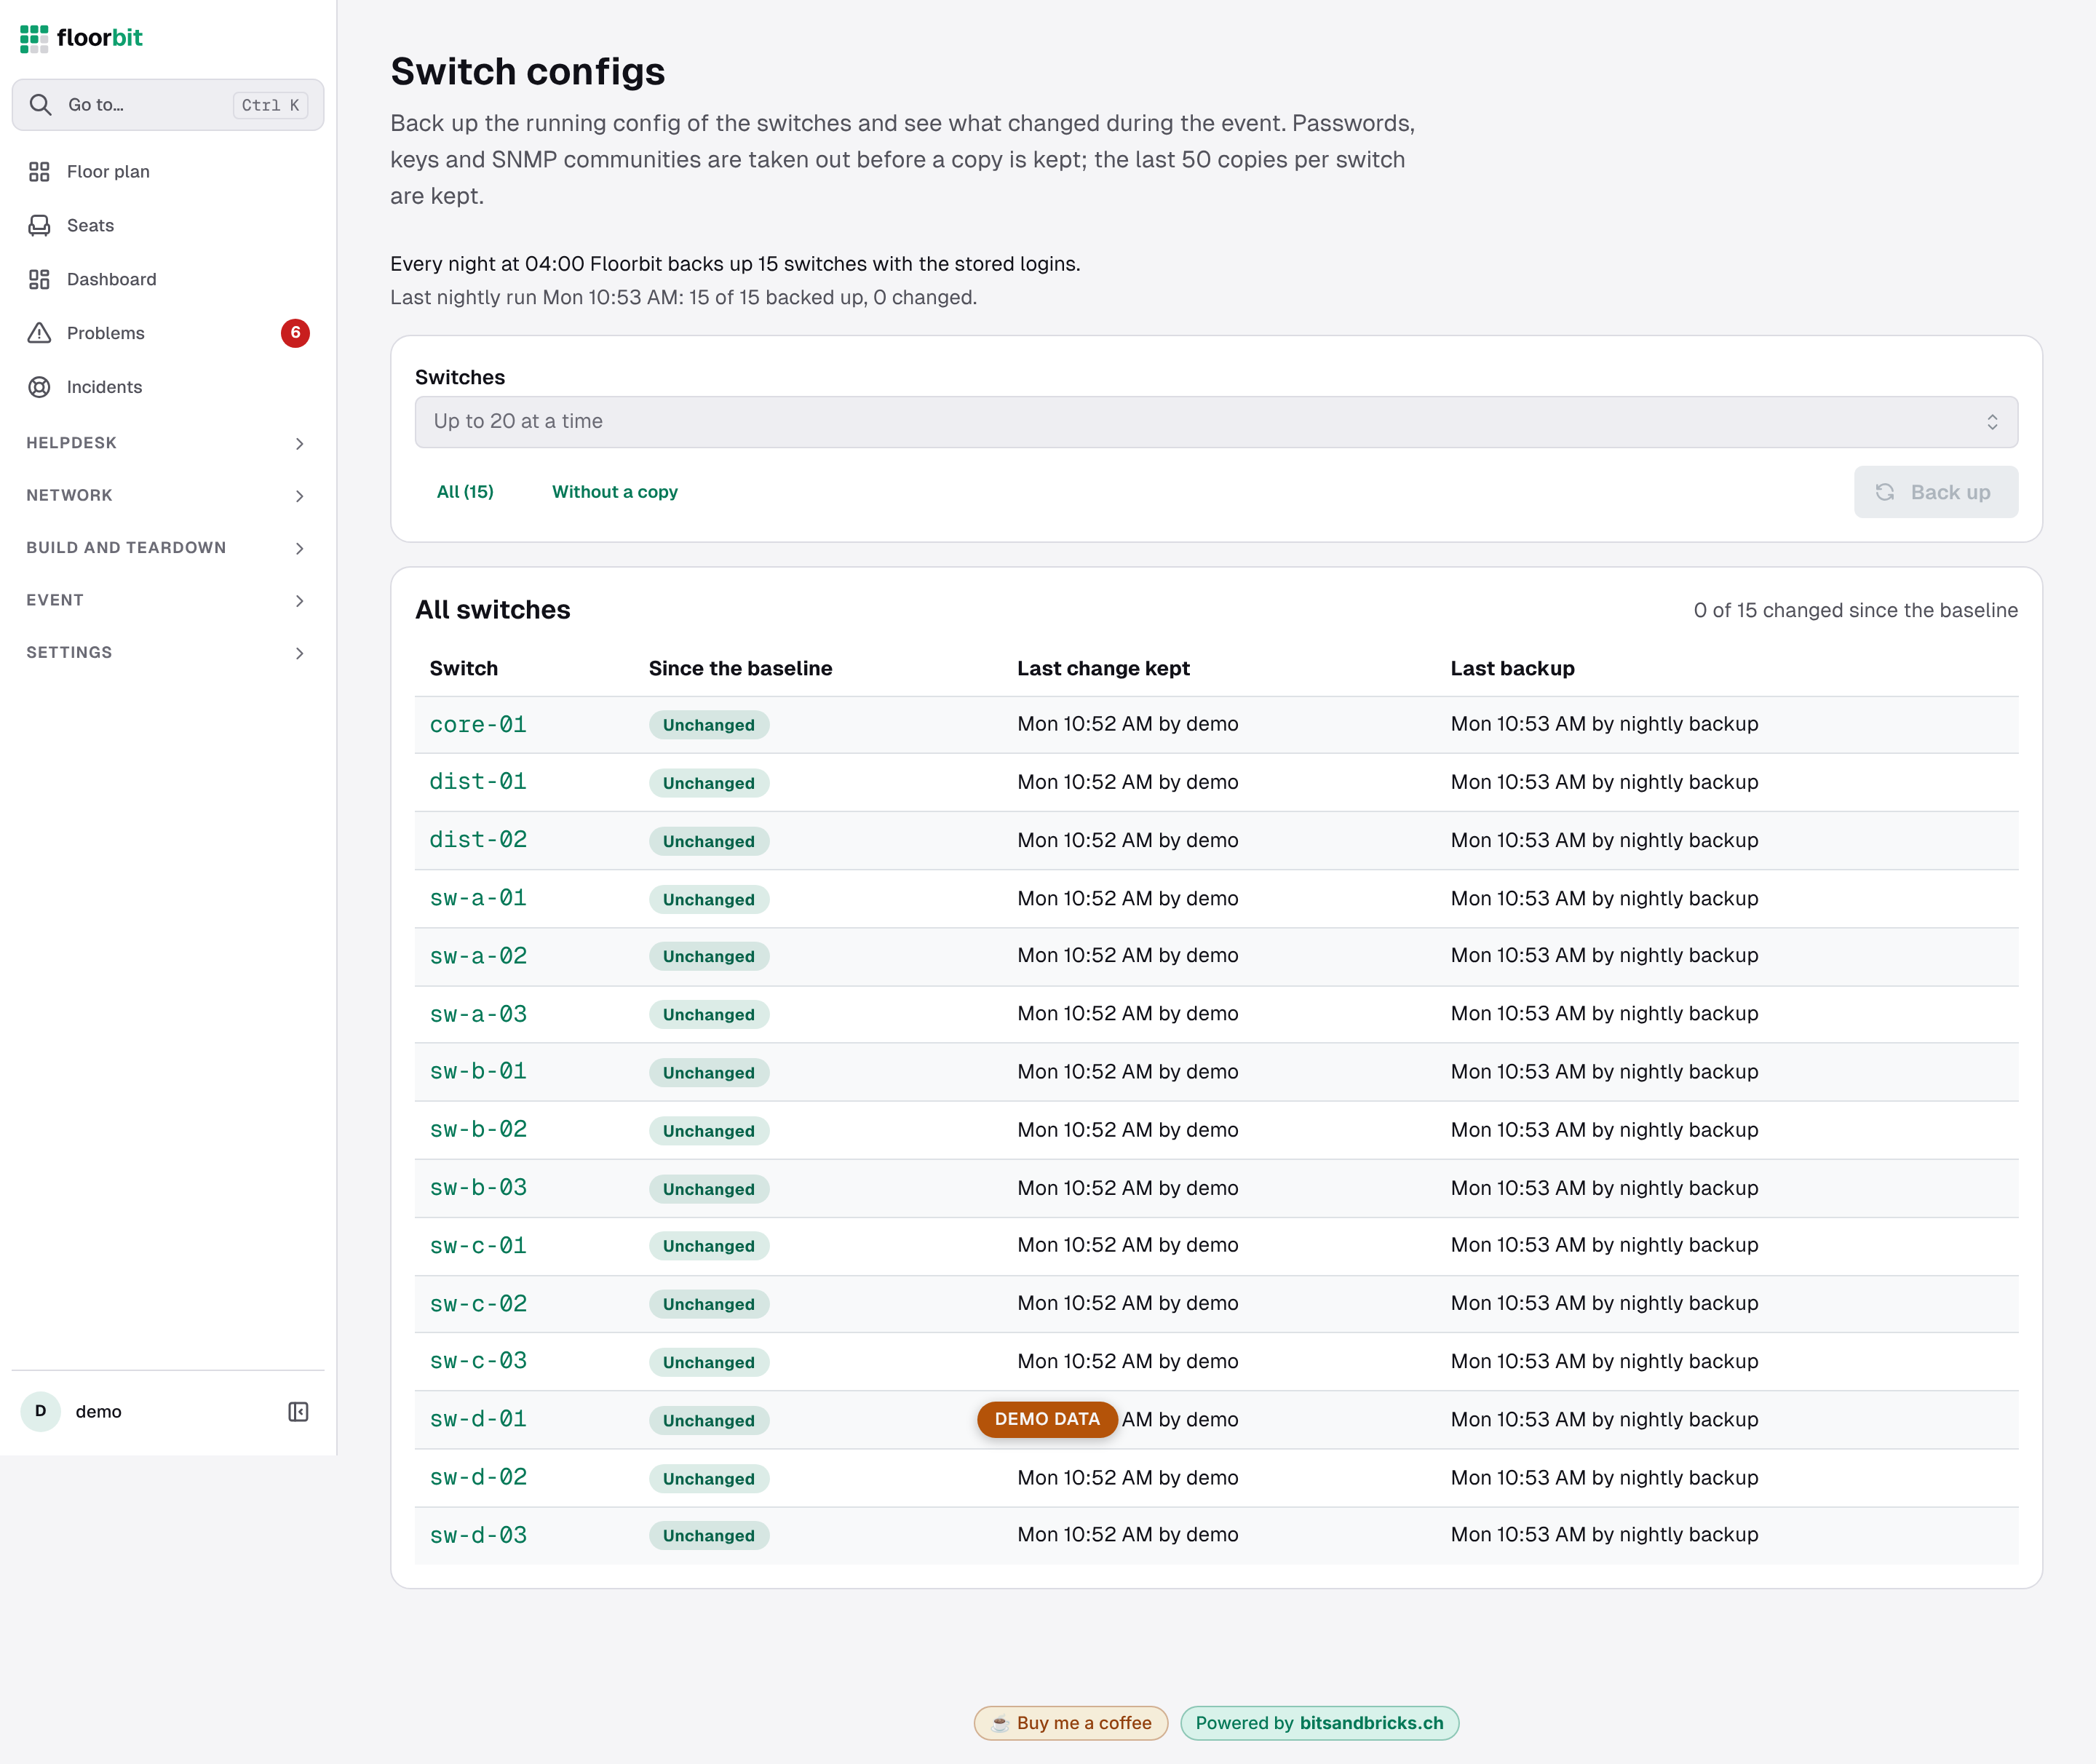 floorbit
Go to...
Ctrl K
Floor plan
Seats
Dashboard
Problems
6
Incidents
HELPDESK
NETWORK
BUILD AND TEARDOWN
EVENT
SETTINGS
D
demo
Switch configs
Back up the running config of the switches and see what changed during the event. Passwords,
keys and SNMP communities are taken out before a copy is kept; the last 50 copies per switch
are kept.
Every night at 04:00 Floorbit backs up 15 switches with the stored logins.
Last nightly run Mon 10:53 AM: 15 of 15 backed up, 0 changed.
Switches
Up to 20 at a time
All (15) Without a copy Back up
All switches 0 of 15 changed since the baseline
Switch Since the baseline Last change kept Last backup
core-01 Unchanged Mon 10:52 AM by demo Mon 10:53 AM by nightly backup
dist-01 Unchanged Mon 10:52 AM by demo Mon 10:53 AM by nightly backup
dist-02 Unchanged Mon 10:52 AM by demo Mon 10:53 AM by nightly backup
sw-a-01 Unchanged Mon 10:52 AM by demo Mon 10:53 AM by nightly backup
sw-a-02 Unchanged Mon 10:52 AM by demo Mon 10:53 AM by nightly backup
sw-a-03 Unchanged Mon 10:52 AM by demo Mon 10:53 AM by nightly backup
sw-b-01 Unchanged Mon 10:52 AM by demo Mon 10:53 AM by nightly backup
sw-b-02 Unchanged Mon 10:52 AM by demo Mon 10:53 AM by nightly backup
sw-b-03 Unchanged Mon 10:52 AM by demo Mon 10:53 AM by nightly backup
sw-c-01 Unchanged Mon 10:52 AM by demo Mon 10:53 AM by nightly backup
sw-c-02 Unchanged Mon 10:52 AM by demo Mon 10:53 AM by nightly backup
sw-c-03 Unchanged Mon 10:52 AM by demo Mon 10:53 AM by nightly backup
sw-d-01 Unchanged DEMO DATA AM by demo Mon 10:53 AM by nightly backup
sw-d-02 Unchanged Mon 10:52 AM by demo Mon 10:53 AM by nightly backup
sw-d-03 Unchanged Mon 10:52 AM by demo Mon 10:53 AM by nightly backup
Buy me a coffee Powered by bitsandbricks.ch